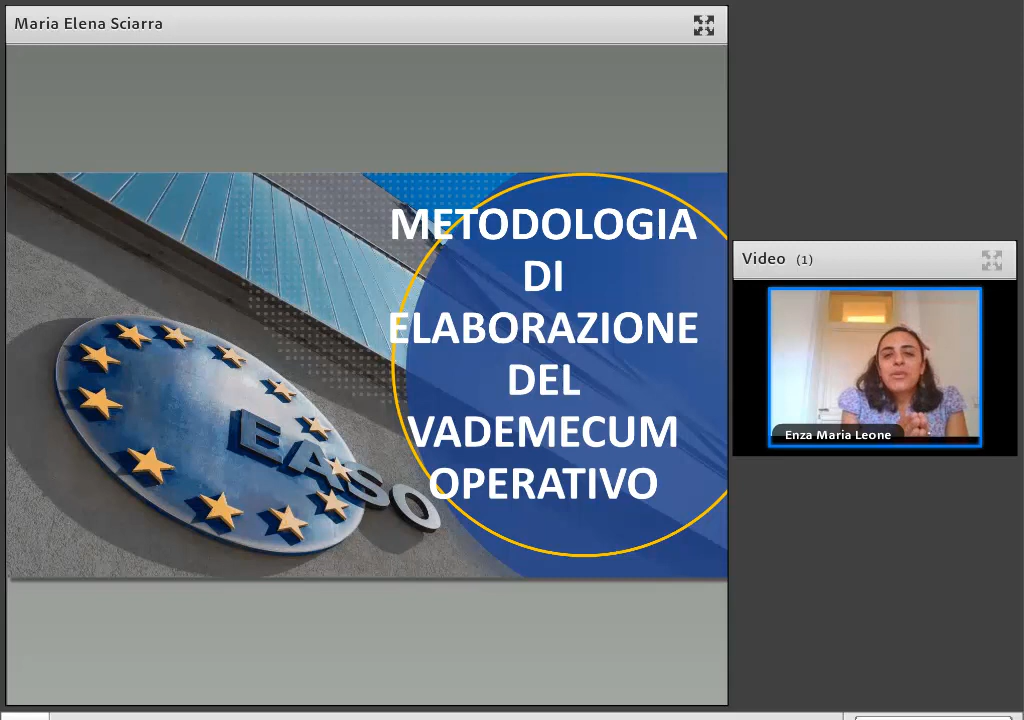 Maria Elena Sciarra
METODOLOGIA
DI
ELABORAZIONE
DEL
VADEMECUM
OPERATIVO
EASO
Video (1)
Enza Maria Leone